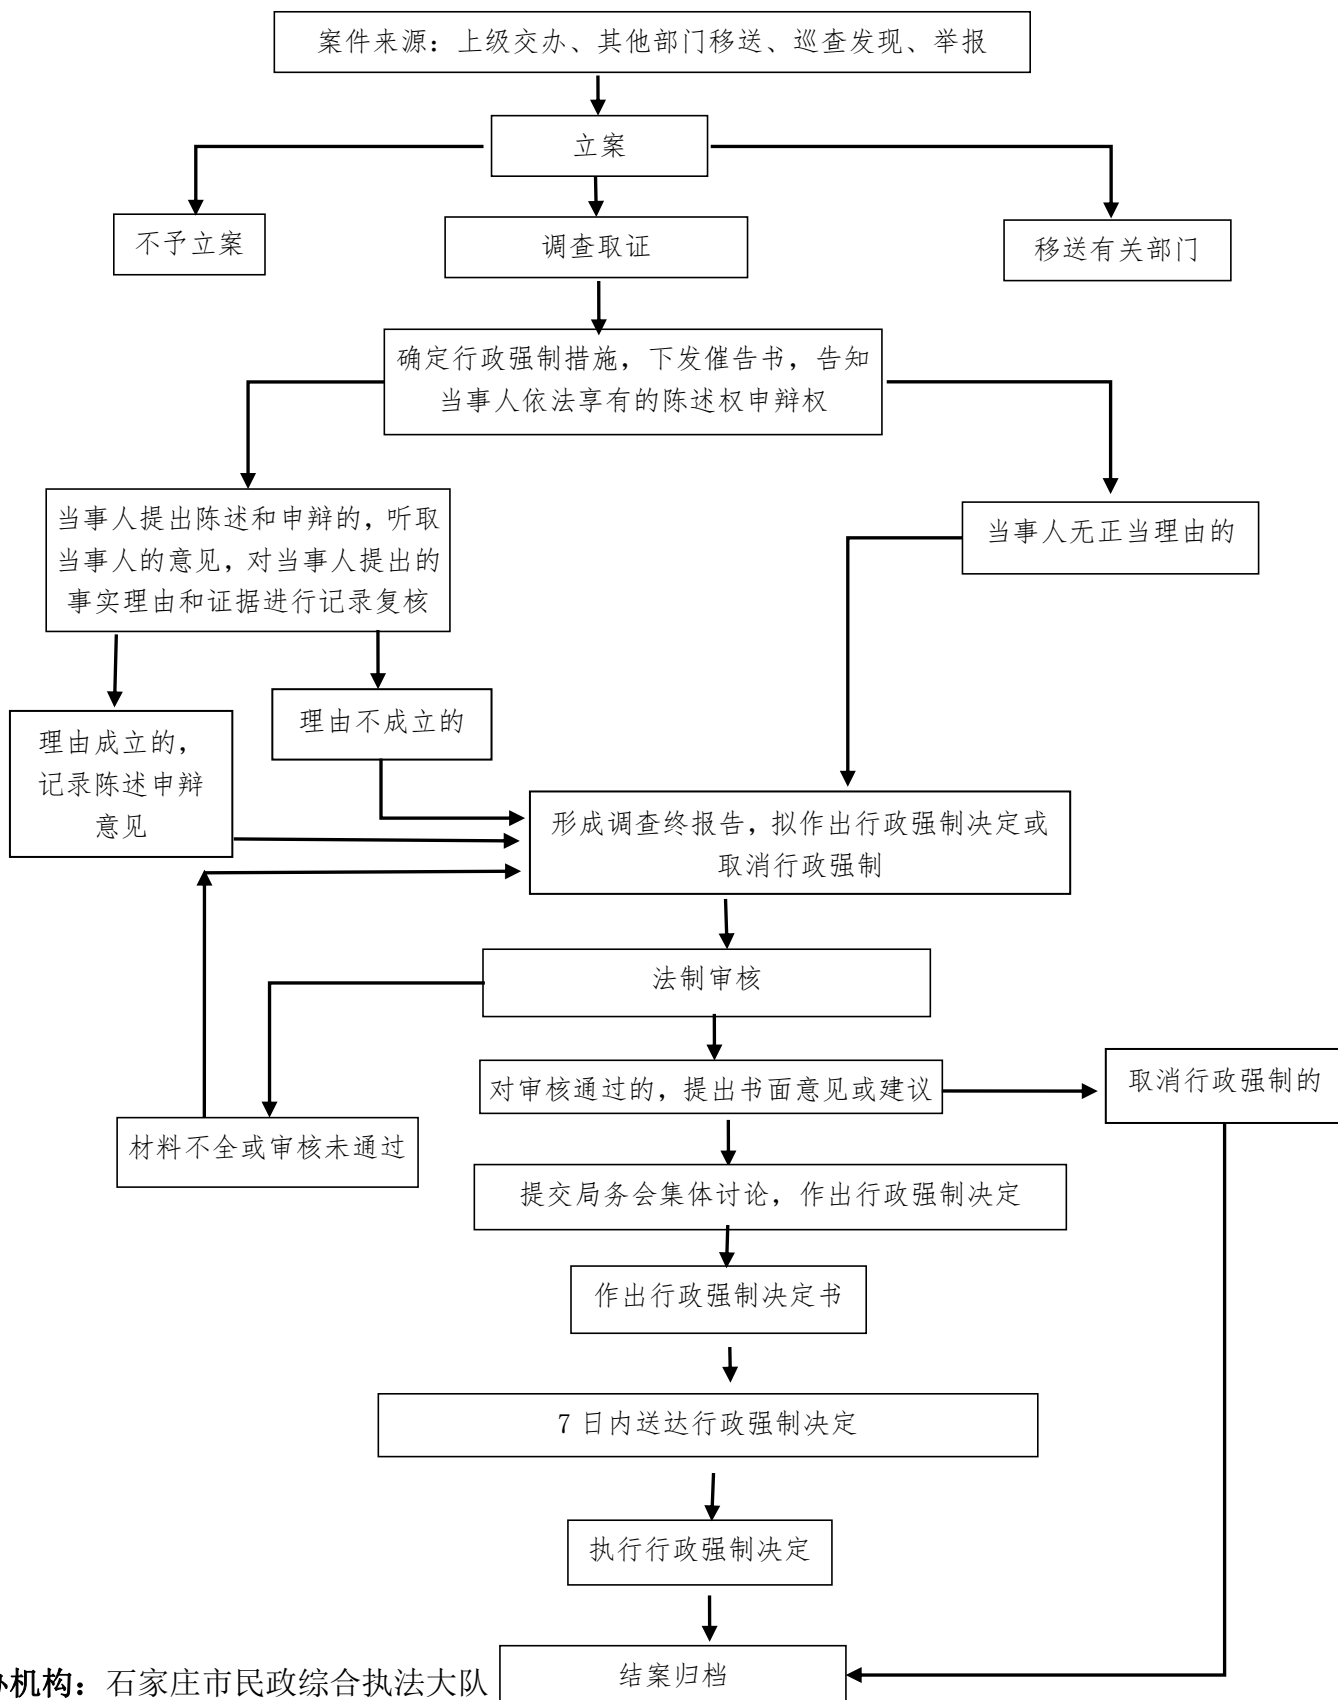 案件来源：上级交办、其他部门移送、巡查发现、举报
立案
不予立案
调查取证
移送有关部门
确定行政强制措施，下发催告书，告知
当事人依法享有的陈述权申辩权
当事人提出陈述和申辩的，听取
当事人的意见，对当事人提出的
事实理由和证据进行记录复核
当事人无正当理由的
理由不成立的
理由成立的，
记录陈述申辩
意见
形成调查终报告，拟作出行政强制决定或
取消行政强制
法制审核
对审核通过的，提出书面意见或建议
取消行政强制的
材料不全或审核未通过
提交局务会集体讨论，作出行政强制决定
作出行政强制决定书
7 日内送达行政强制决定
执行行政强制决定
结案归档
机构：石家庄市民政综合执法大队